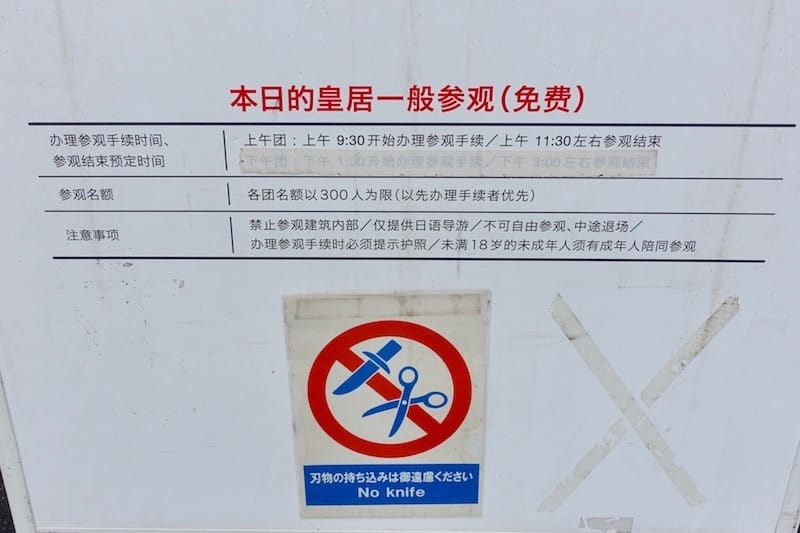 本日的皇居一般参观(免费)
办理参观手续时间、
参观结束预定时间
上午团：上午 9:30开始办理参观手续／上午 11:30左右参观结束
下午团：下午 1:00开始办理参观手续／下午 3:00左右参观结束
参观名额
各团名额以300人为限(以先办理手续者优先)
注意事项
禁止参观建筑内部／仅提供日语导游／不可自由参观、中途退场／
办理参观手续时必须提示护照／未满18岁的未成年人须有成年人陪同参观
刃物の持ち込みは御遠慮ください
No knife